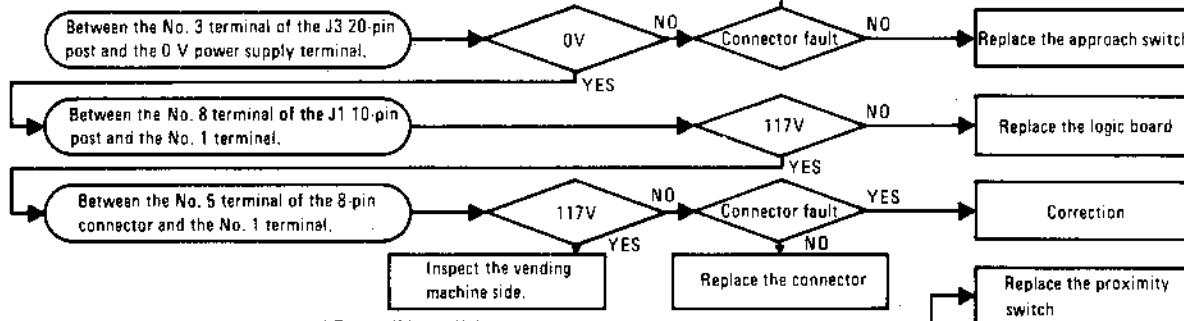 Between the No. 3 terminal of the J3 20-pin
post and the 0 V power supply terminal.
0V
NO
Connector fault
NO
Replace the approach switch
YES
Between the No. 8 terminal of the J1 10-pin
post and the No. 1 terminal.
117V
NO
Replace the logic board
YES
Between the No. 5 terminal of the 8-pin
connector and the No. 1 terminal.
117V
NO
Connector fault
YES
Correction
YES
NO
Inspect the vending
machine side.
Replace the connector
Replace the proximity
switch